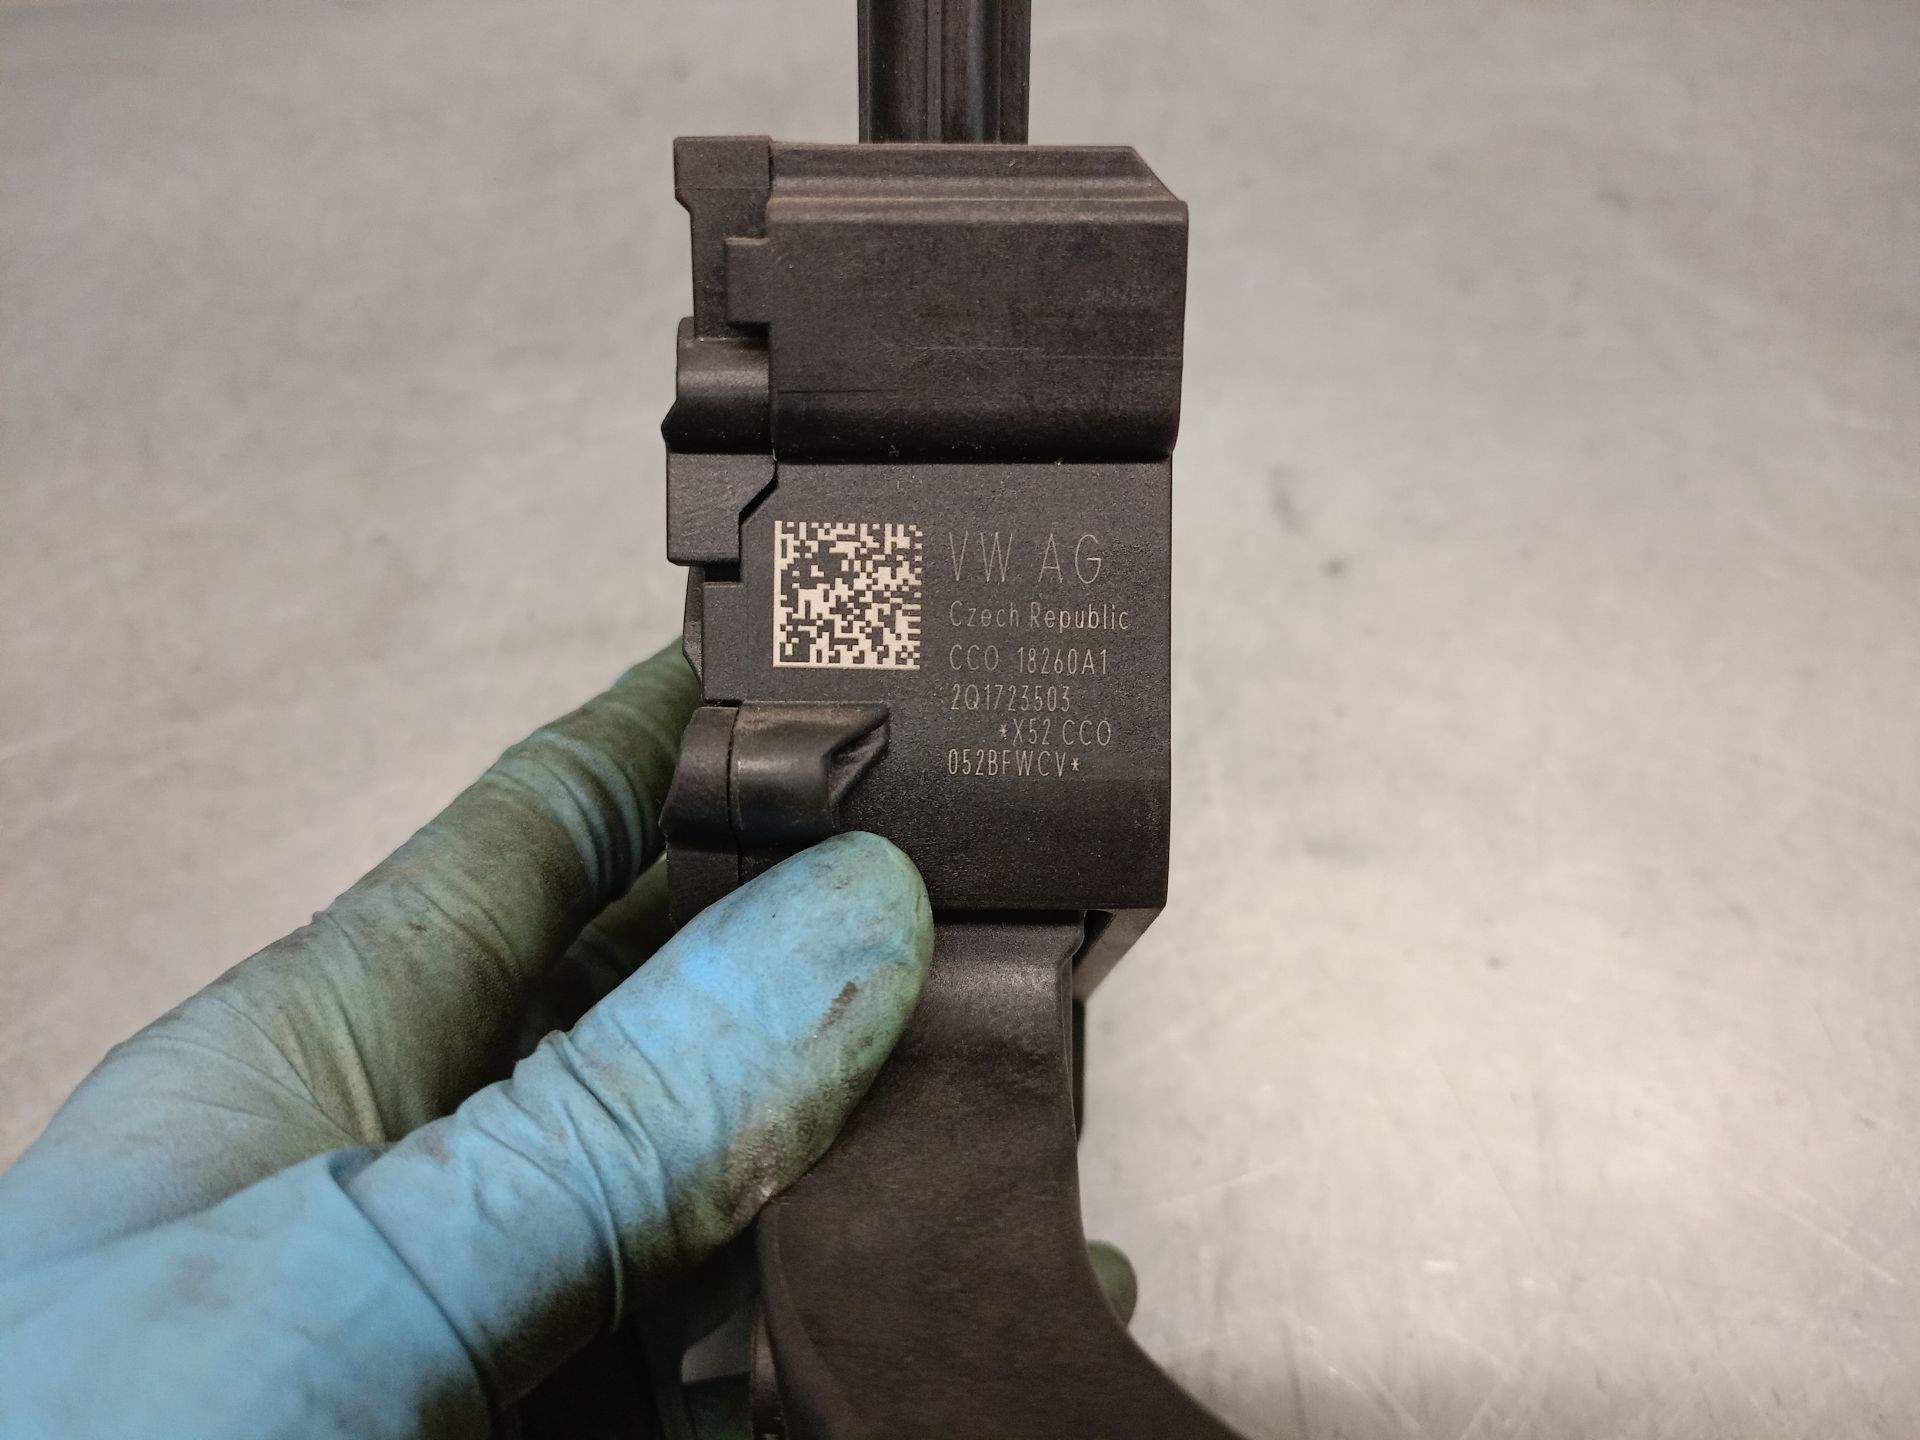 VW AG
Czech Republic
CCO 18260A1
2Q1723503
*X52 CCO
052BFWCV*